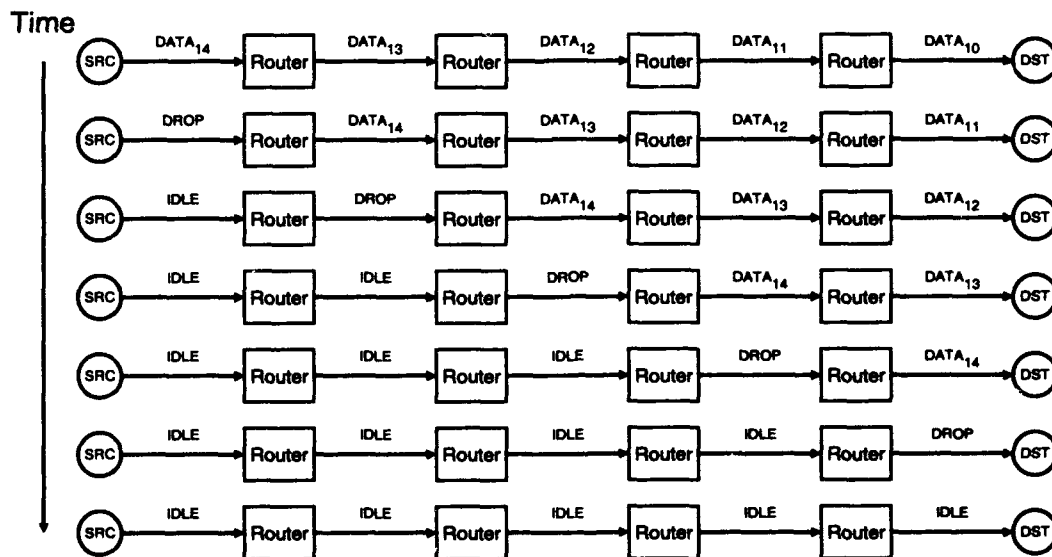 Time
DATA14 DATA13 DATA12 DATA11 DATA10
SRC Router Router Router Router DST
DROP DATA14 DATA13 DATA12 DATA11
SRC Router Router Router Router DST
IDLE DROP DATA14 DATA13 DATA12
SRC Router Router Router Router DST
IDLE IDLE DROP DATA14 DATA13
SRC Router Router Router Router DST
IDLE IDLE IDLE DROP DATA14
SRC Router Router Router Router DST
IDLE IDLE IDLE IDLE DROP
SRC Router Router Router Router DST
IDLE IDLE IDLE IDLE IDLE
SRC Router Router Router Router DST